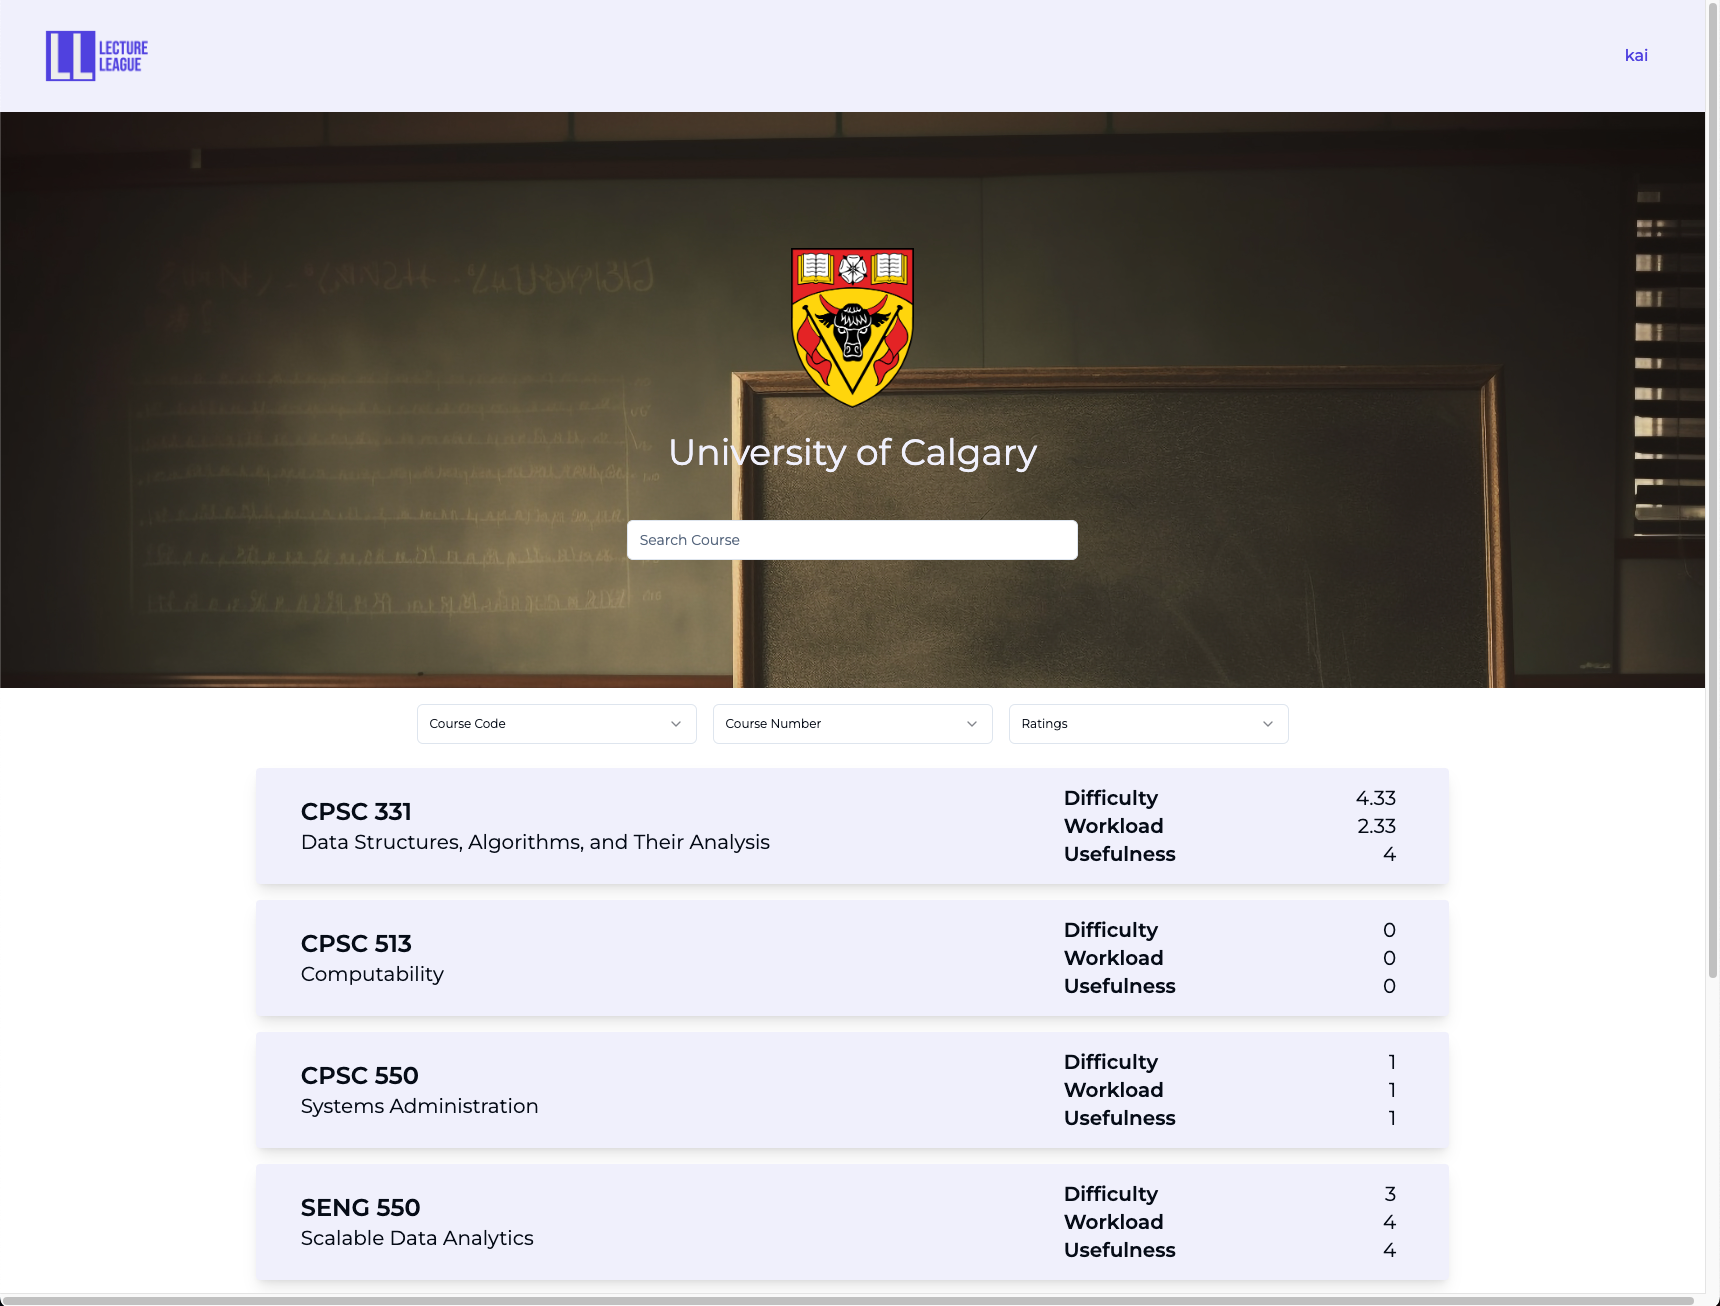 LECTURE
LEAGUE
kai
University of Calgary
Search Course
Course Code
Course Number
Ratings
CPSC 331
Data Structures, Algorithms, and Their Analysis
Difficulty 4.33
Workload 2.33
Usefulness 4
CPSC 513
Computability
Difficulty 0
Workload 0
Usefulness 0
CPSC 550
Systems Administration
Difficulty 1
Workload 1
Usefulness 1
SENG 550
Scalable Data Analytics
Difficulty 3
Workload 4
Usefulness 4